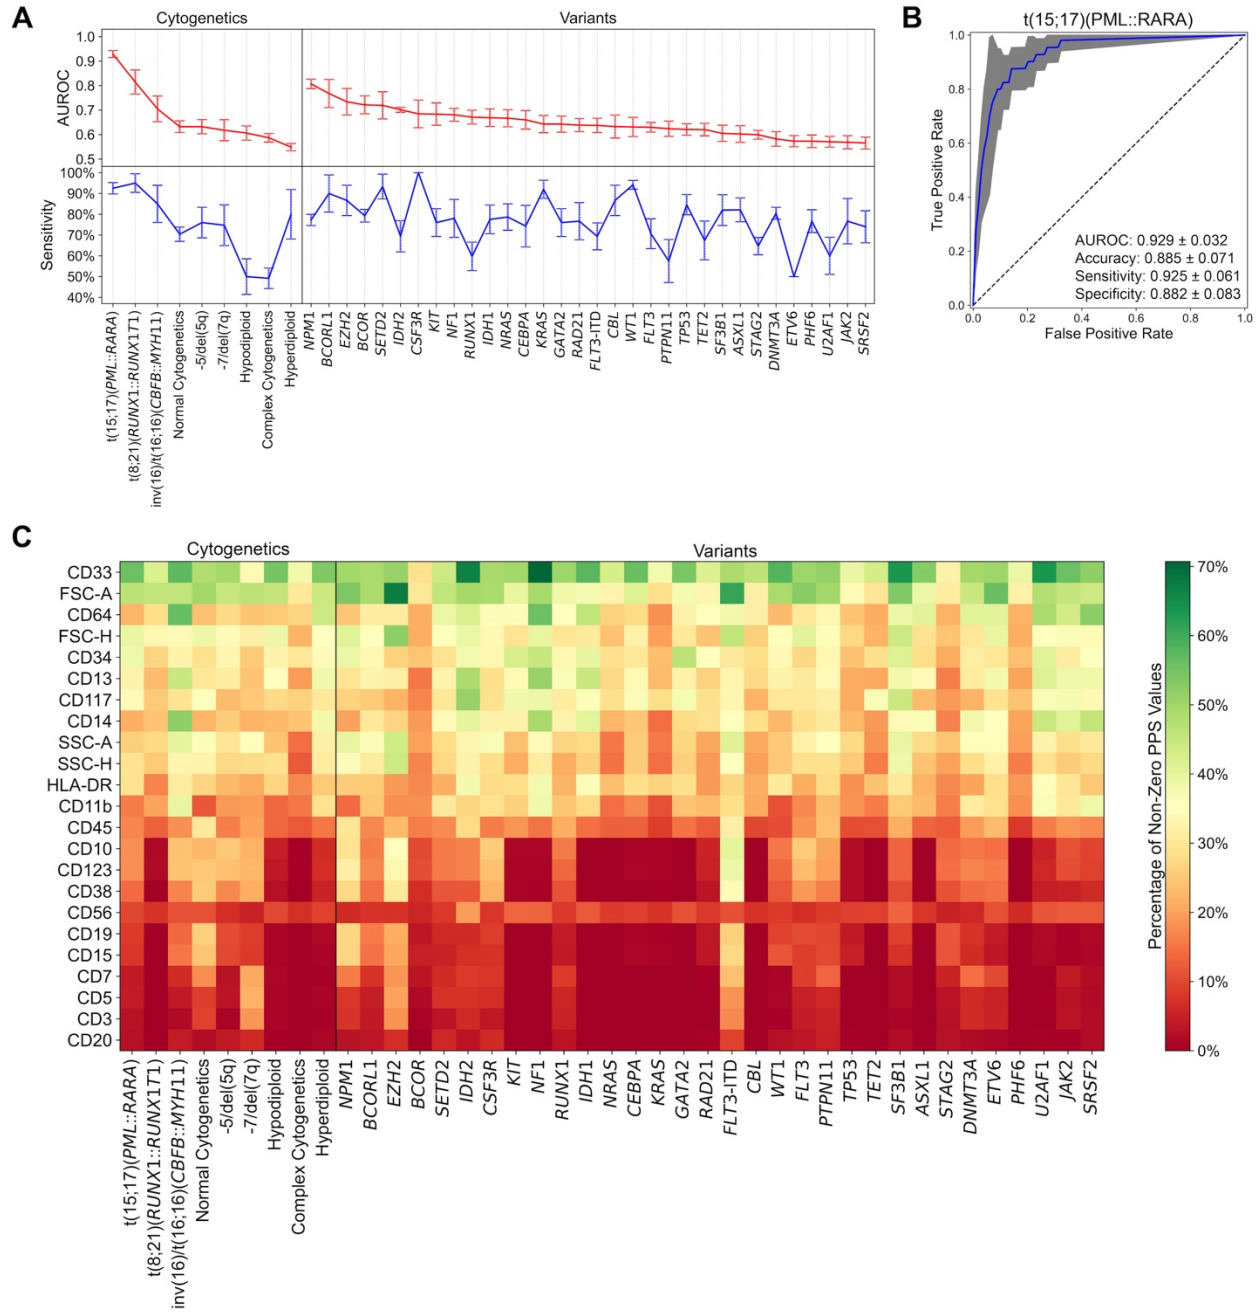 A
Cytogenetics
Variants
1.0
0.9
0.8
0.7
0.6
0.5
AUROC
100%
90%
80%
70%
60%
50%
40%
Sensitivity
t(15;17)(PML::RARA)
t(8;21)(RUNX1::RUNX1T1)
inv(16)/t(16;16)(CBFB::MYH11)
Normal Cytogenetics
-5/del(5q)
-7/del(7q)
Hypodiploid
Complex Cytogenetics
Hyperdiploid
NPM1
BCORL1
EZH2
BCOR
SETD2
IDH2
CSF3R
KIT
NF1
RUNX1
IDH1
NRAS
CEBPA
KRAS
GATA2
RAD21
FLT3-ITD
CBL
WT1
FLT3
PTPN11
TP53
TET2
SF3B1
ASXL1
STAG2
DNMT3A
ETV6
PHF6
U2AF1
JAK2
SRSF2
B
t(15;17)(PML::RARA)
1.0
0.8
0.6
0.4
0.2
0.0
True Positive Rate
AUROC: 0.929 ± 0.032
Accuracy: 0.885 ± 0.071
Sensitivity: 0.925 ± 0.061
Specificity: 0.882 ± 0.083
0.0 0.2 0.4 0.6 0.8 1.0
False Positive Rate
C
Cytogenetics
Variants
CD33
FSC-A
CD64
FSC-H
CD34
CD13
CD117
CD14
SSC-A
SSC-H
HLA-DR
CD11b
CD45
CD10
CD123
CD38
CD56
CD19
CD15
CD7
CD5
CD3
CD20
t(15;17)(PML::RARA)
t(8;21)(RUNX1::RUNX1T1)
inv(16)/t(16;16)(CBFB::MYH11)
Normal Cytogenetics
-5/del(5q)
-7/del(7q)
Hypodiploid
Complex Cytogenetics
Hyperdiploid
NPM1
BCORL1
EZH2
BCOR
SETD2
IDH2
CSF3R
KIT
NF1
RUNX1
IDH1
NRAS
CEBPA
KRAS
GATA2
RAD21
FLT3-ITD
CBL
WT1
FLT3
PTPN11
TP53
TET2
SF3B1
ASXL1
STAG2
DNMT3A
ETV6
PHF6
U2AF1
JAK2
SRSF2
70%
60%
50%
40%
30%
20%
10%
0%
Percentage of Non-Zero PPS Values